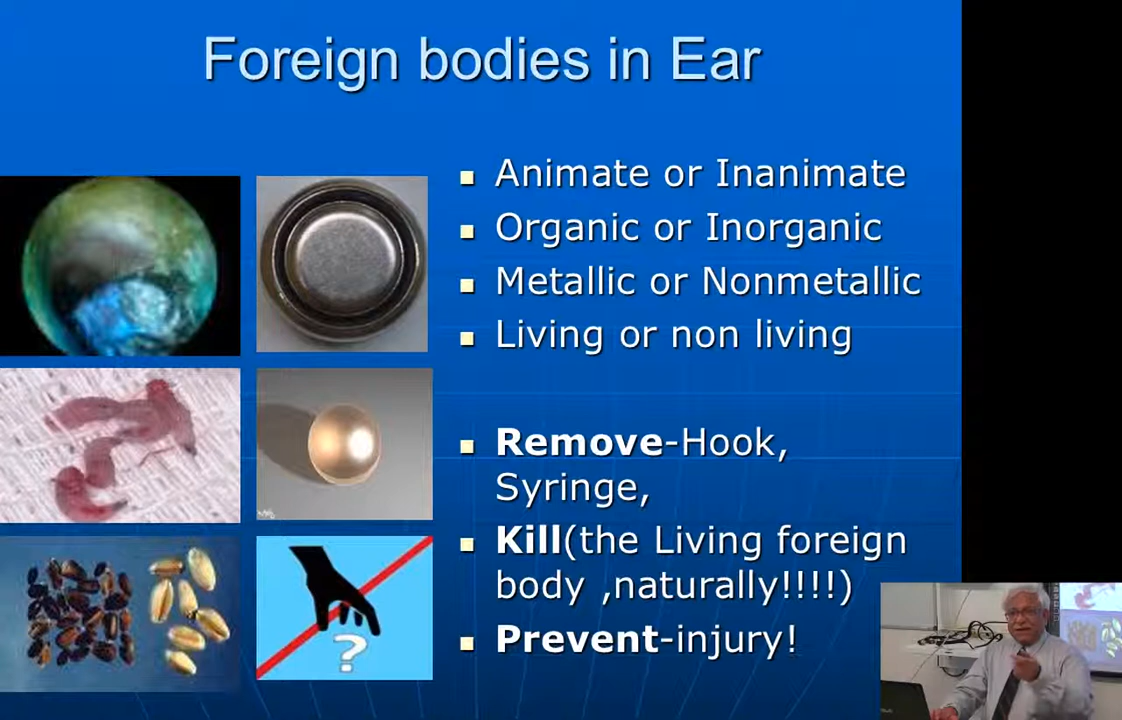 Foreign bodies in Ear
Animate or Inanimate
Organic or Inorganic
Metallic or Nonmetallic
Living or non living
Remove-Hook,
Syringe,
Kill(the Living foreign
body ,naturally!!!!)
Prevent-injury!
?